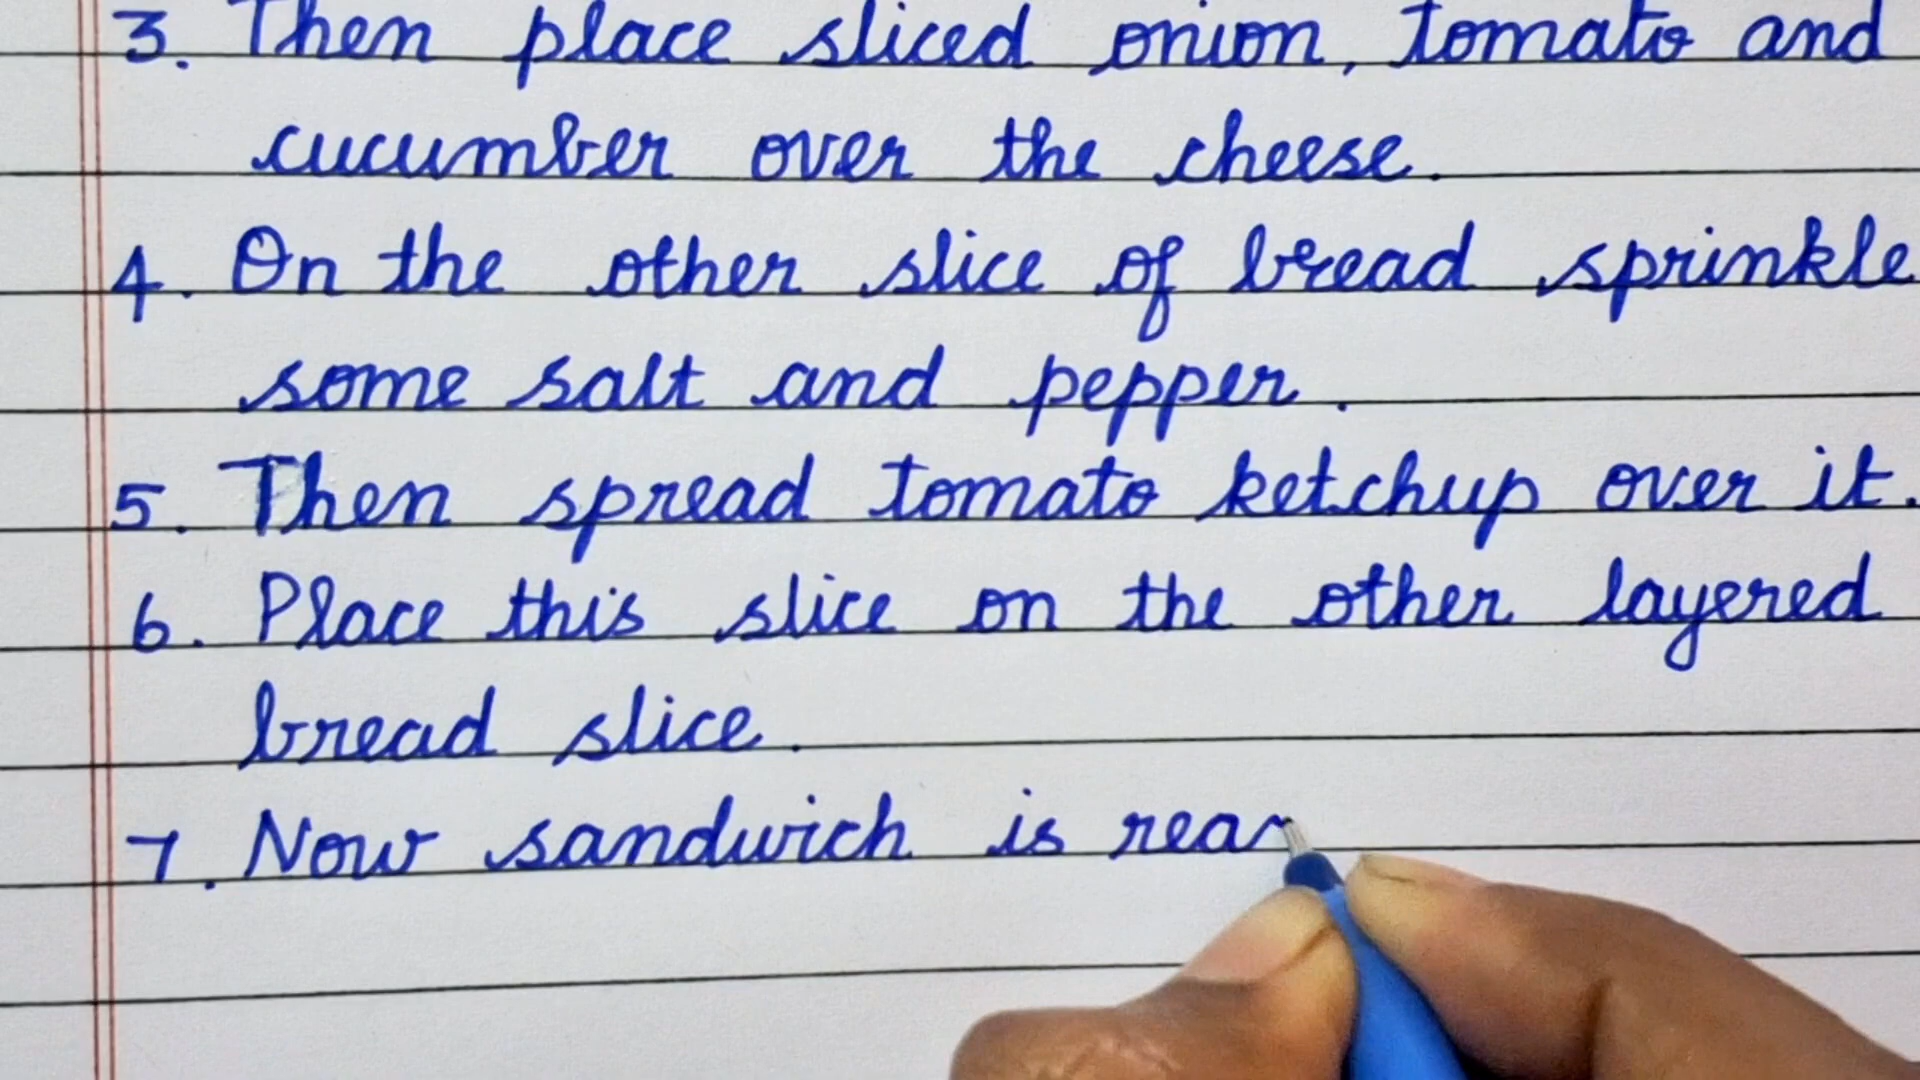 3. Then place sliced onion, tomato and
cucumber over the cheese.
4. On the other slice of bread sprinkle
some salt and pepper.
5. Then spread tomato ketchup over it.
6. Place this slice on the other layered
bread slice.
7. Now sandwich is rea